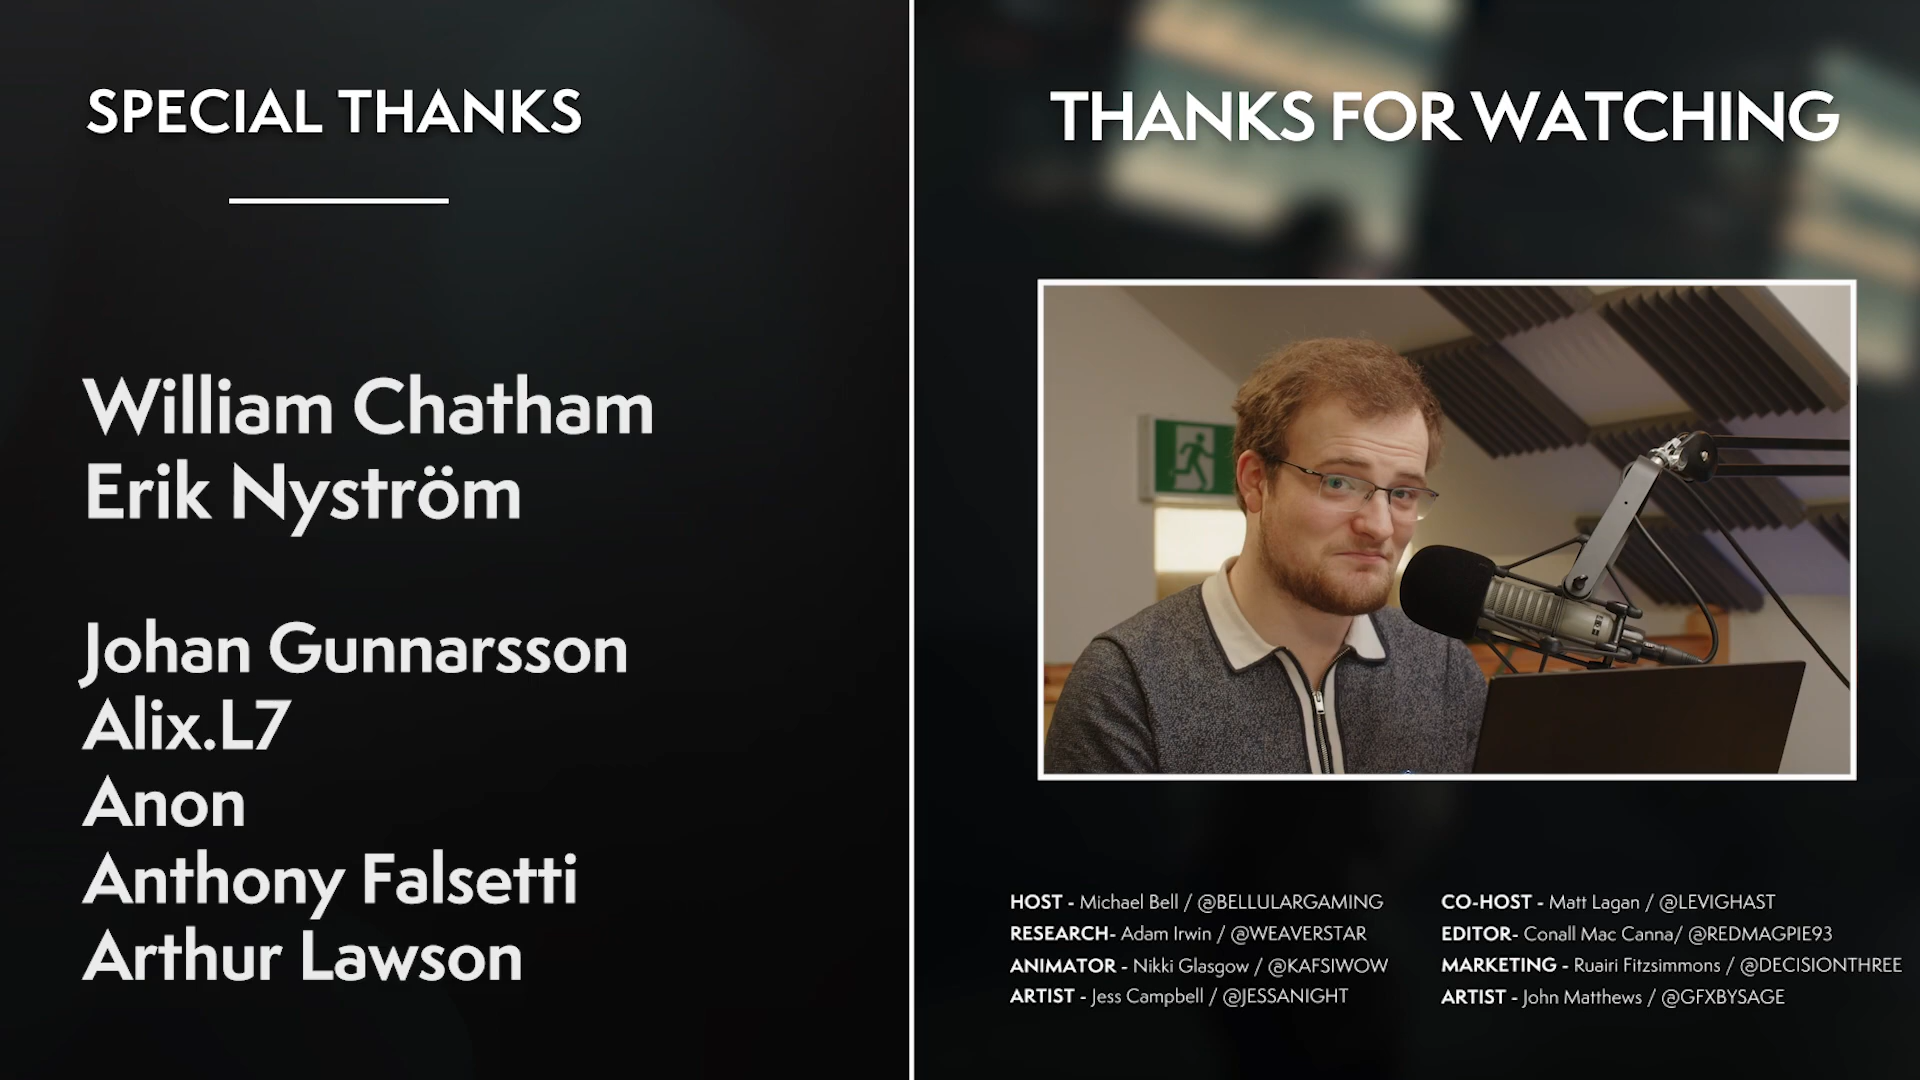 SPECIAL THANKS
William Chatham
Erik Nyström
Johan Gunnarsson
Alix.L7
Anon
Anthony Falsetti
Arthur Lawson
THANKS FOR WATCHING
HOST - Michael Bell / @BELLULARGAMING
RESEARCH- Adam Irwin / @WEAVERSTAR
ANIMATOR - Nikki Glasgow / @KAFSIWOW
ARTIST - Jess Campbell / @JESSANIGHT
CO-HOST - Matt Lagan / @LEVIGHAST
EDITOR- Conall Mac Canna/ @REDMAGPIE93
MARKETING - Ruairi Fitzsimmons / @DECISIONTHREE
ARTIST - John Matthews / @GFXBYSAGE